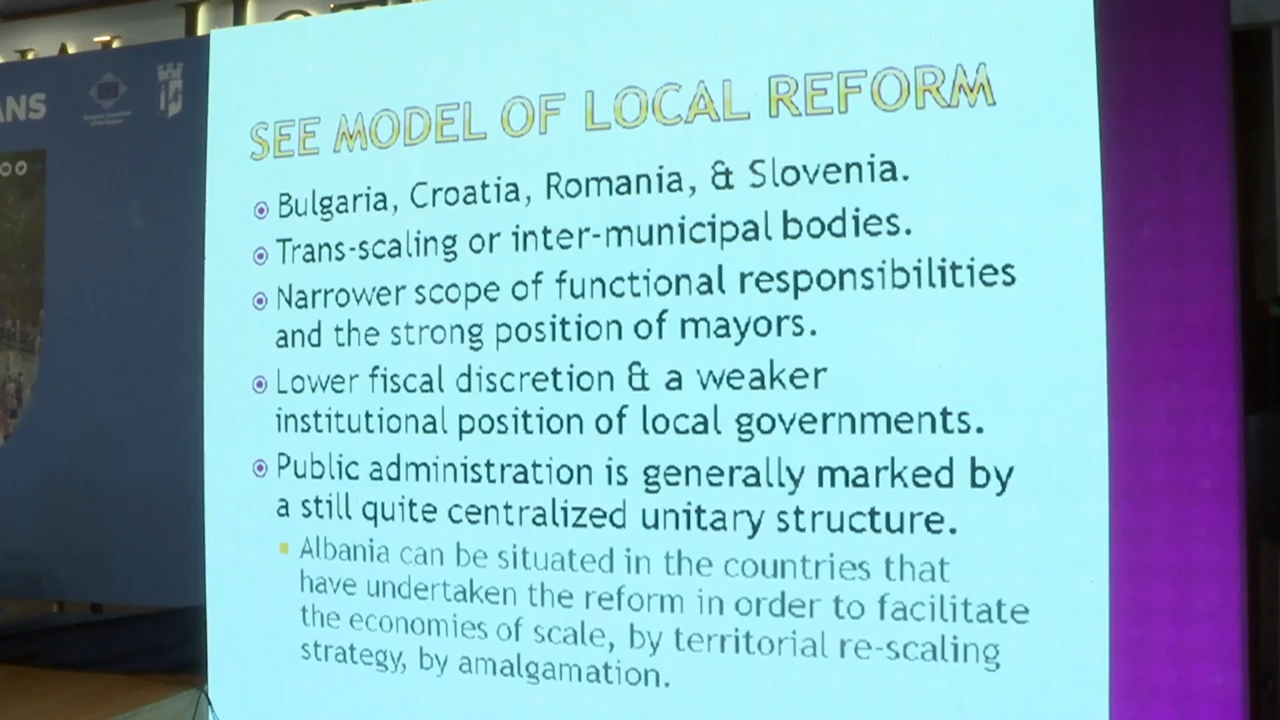 SEE MODEL OF LOCAL REFORM
Bulgaria, Croatia, Romania, & Slovenia.
Trans-scaling or inter-municipal bodies.
Narrower scope of functional responsibilities
and the strong position of mayors.
Lower fiscal discretion & a weaker
institutional position of local governments.
Public administration is generally marked by
a still quite centralized unitary structure.
Albania can be situated in the countries that
have undertaken the reform in order to facilitate
the economies of scale, by territorial re-scaling
strategy, by amalgamation.
ANS